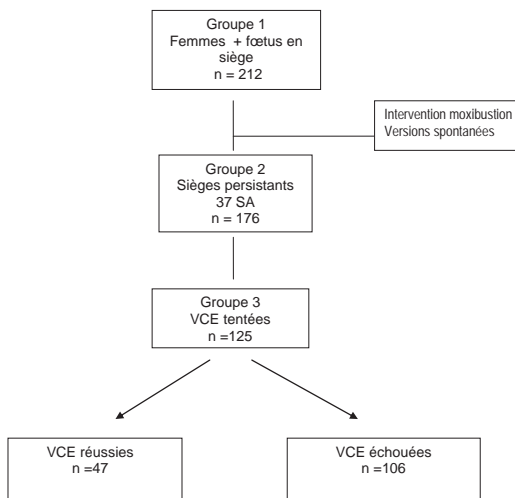 Groupe 1
Femmes + fœtus en
siège
n = 212
Intervention moxibustion
Versions spontanées
Groupe 2
Sièges persistants
37 SA
n = 176
Groupe 3
VCE tentées
n =125
VCE réussies
n =47
VCE échouées
n =106